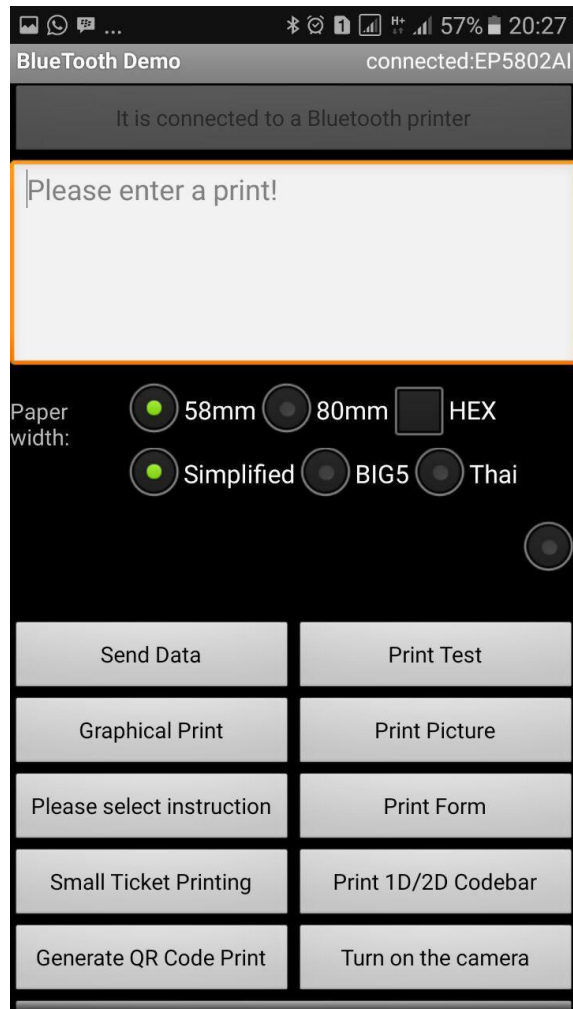 ... 1 H+ 57% 20:27
BlueTooth Demo connected:EP5802AI
It is connected to a Bluetooth printer
Please enter a print!
Paper width:
58mm 80mm HEX
Simplified BIG5 Thai
Send Data Print Test
Graphical Print Print Picture
Please select instruction Print Form
Small Ticket Printing Print 1D/2D Codebar
Generate QR Code Print Turn on the camera